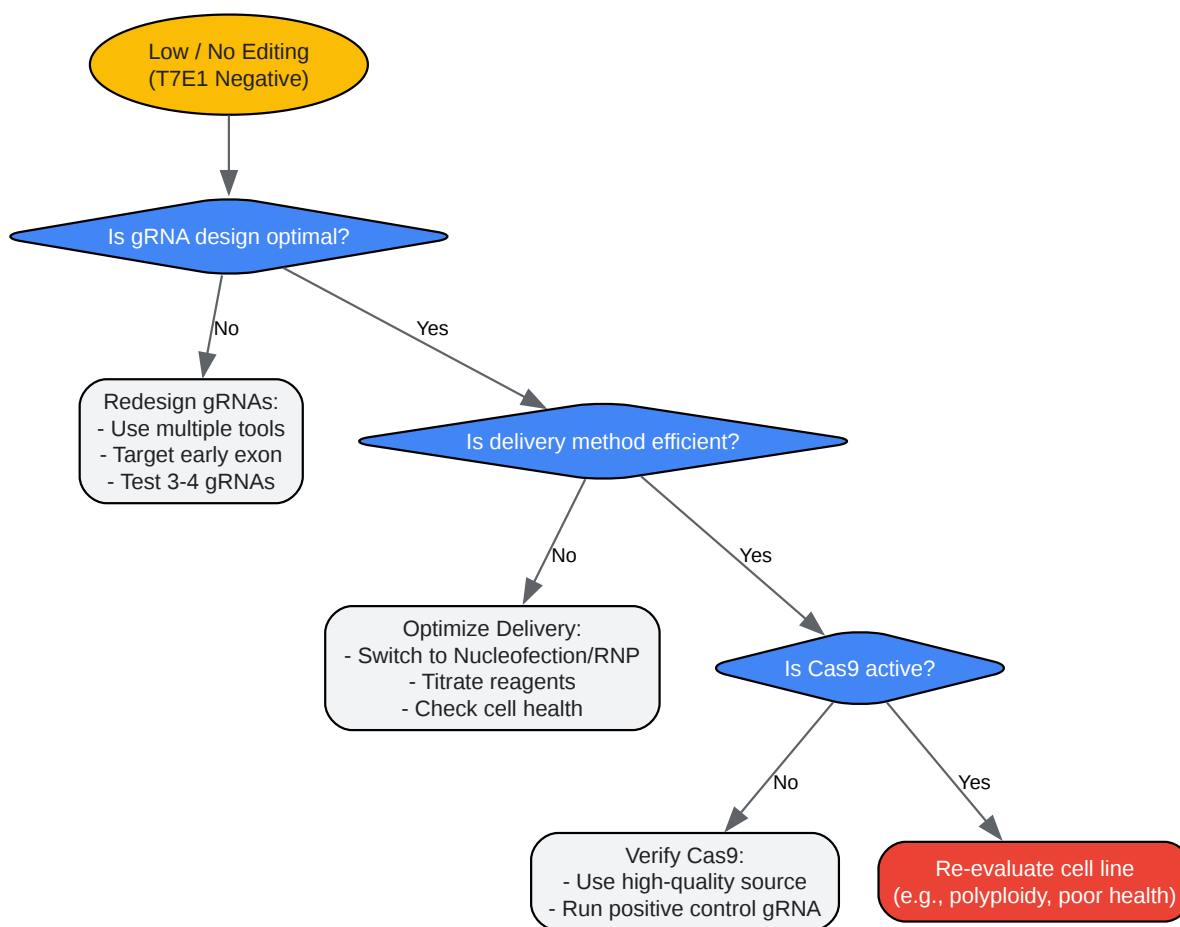 Low / No Editing
(T7E1 Negative)
Is gRNA design optimal?
No
Yes
Redesign gRNAs:
- Use multiple tools
- Target early exon
- Test 3-4 gRNAs
Is delivery method efficient?
No
Yes
Optimize Delivery:
- Switch to Nucleofection/RNP
- Titrate reagents
- Check cell health
Is Cas9 active?
No
Yes
Verify Cas9:
- Use high-quality source
- Run positive control gRNA
Re-evaluate cell line
(e.g., polyploidy, poor health)